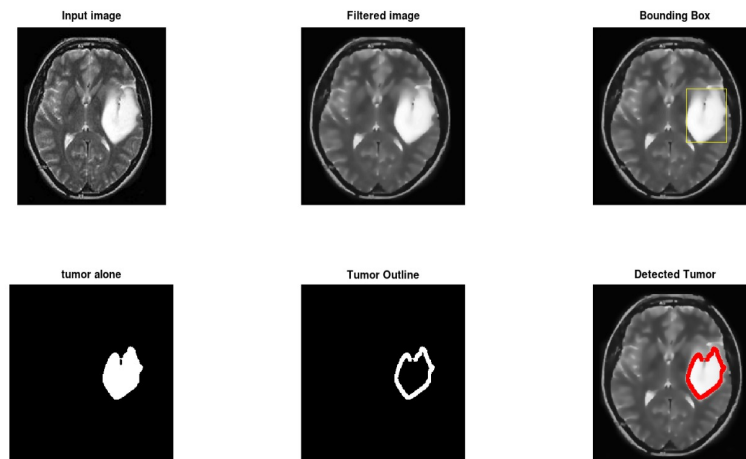 Input image
Filtered image
Bounding Box
tumor alone
Tumor Outline
Detected Tumor